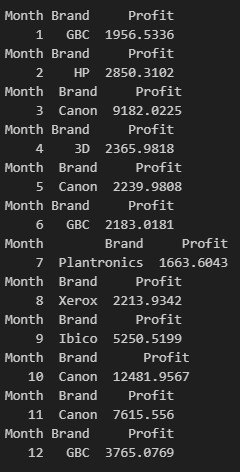 Month Brand Profit
1 GBC 1956.5336
Month Brand Profit
2 HP 2850.3102
Month Brand Profit
3 Canon 9182.0225
Month Brand Profit
4 3D 2365.9818
Month Brand Profit
5 Canon 2239.9808
Month Brand Profit
6 GBC 2183.0181
Month Brand Profit
7 Plantronics 1663.6043
Month Brand Profit
8 Xerox 2213.9342
Month Brand Profit
9 Ibico 5250.5199
Month Brand Profit
10 Canon 12481.9567
Month Brand Profit
11 Canon 7615.556
Month Brand Profit
12 GBC 3765.0769